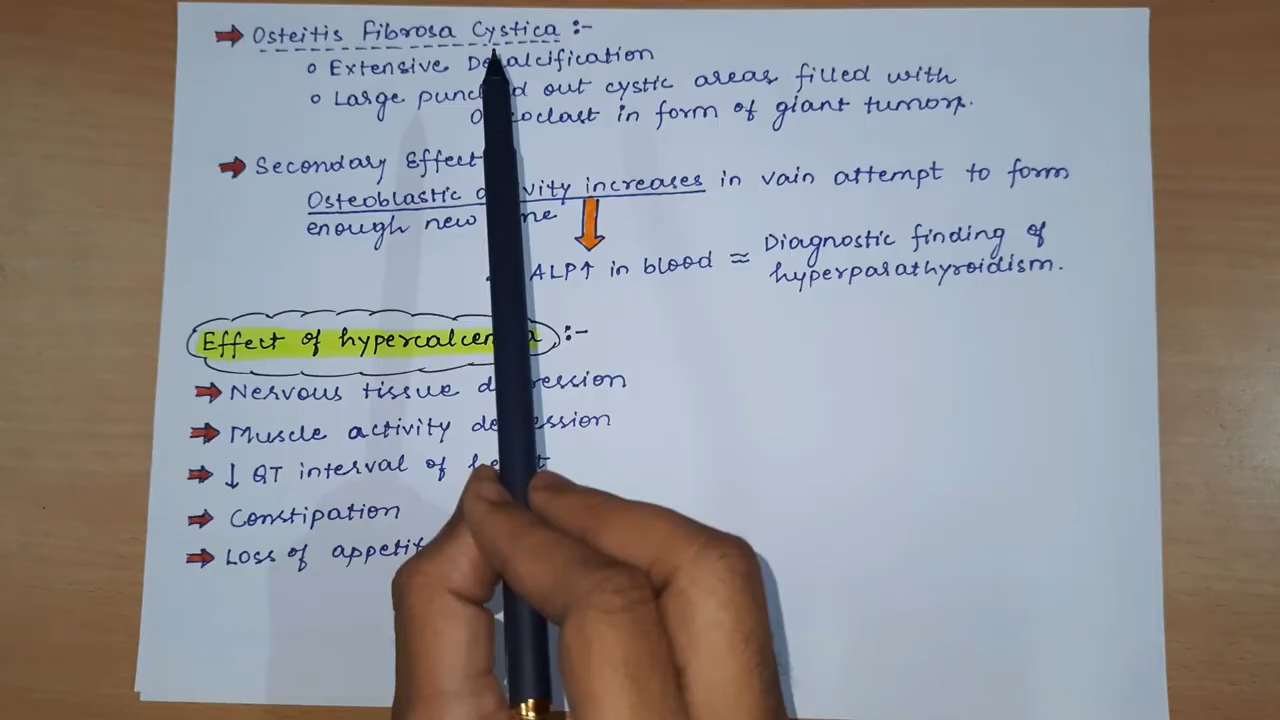 Osteitis Fibrosa Cystica :-
Extensive
Large out cystic areas filled with
in form of giant tumors.
Secondary Effect
Osteoblastic increases in vain attempt to form
enough new
ALP↑ in blood ≈ Diagnostic finding of
hyperparathyroidism.
Effect of :-
Nervous tissue
Muscle activity
↓ QT interval of
Constipation
Loss of